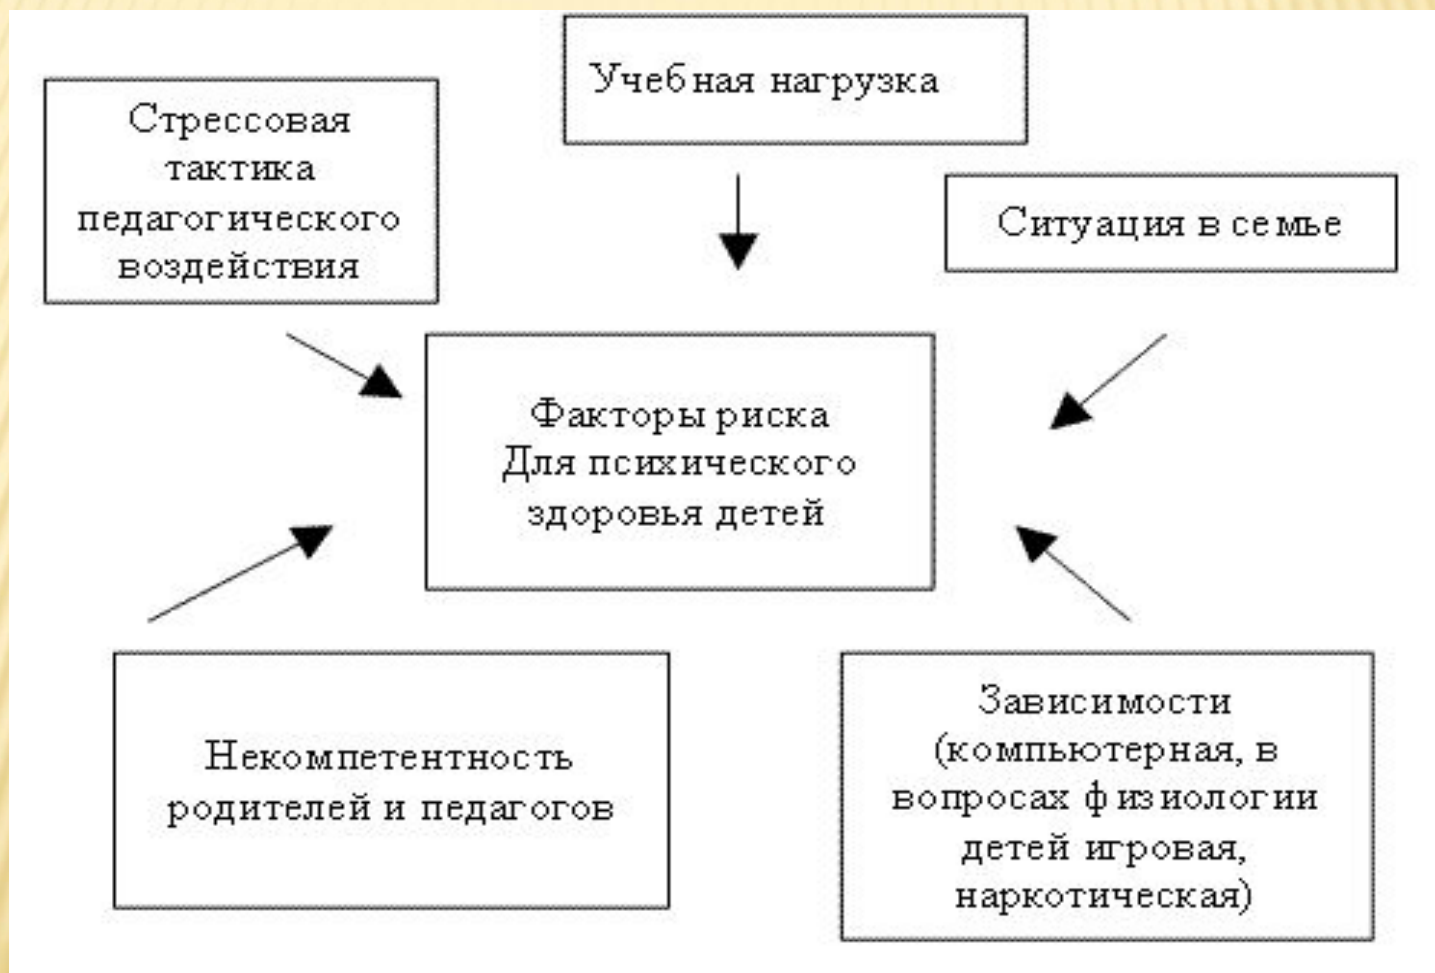 Учебная нагрузка
Стрессовая
тактика
педагогического
воздействия
Ситуация в семье
Факторы риска
Для психического
здоровья детей
Некомпетентность
родителей и педагогов
Зависимости
(компьютерная, в
вопросах физиологии
детей игровая,
наркотическая)